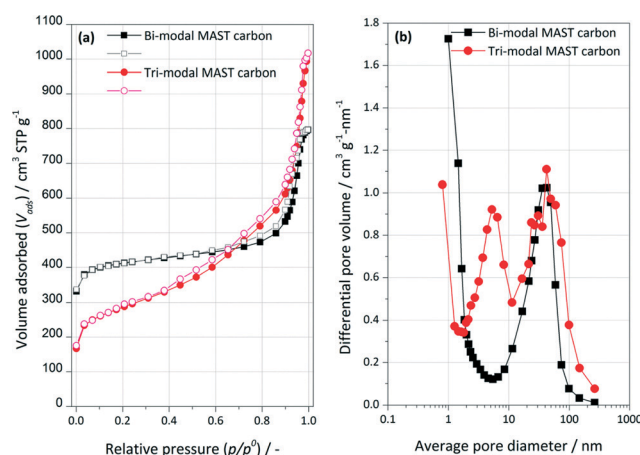 (a)
Bi-modal MAST carbon
Tri-modal MAST carbon
1100
1000
900
800
700
600
500
400
300
200
100
0
0.0 0.2 0.4 0.6 0.8 1.0
Volume adsorbed (V_ads) / cm³ STP g⁻¹
Relative pressure (p/p⁰) / -
(b)
Bi-modal MAST carbon
Tri-modal MAST carbon
1.8
1.6
1.4
1.2
1.0
0.8
0.6
0.4
0.2
0.0
0.1 1 10 100 1000
Differential pore volume / cm³ g⁻¹-nm⁻¹
Average pore diameter / nm